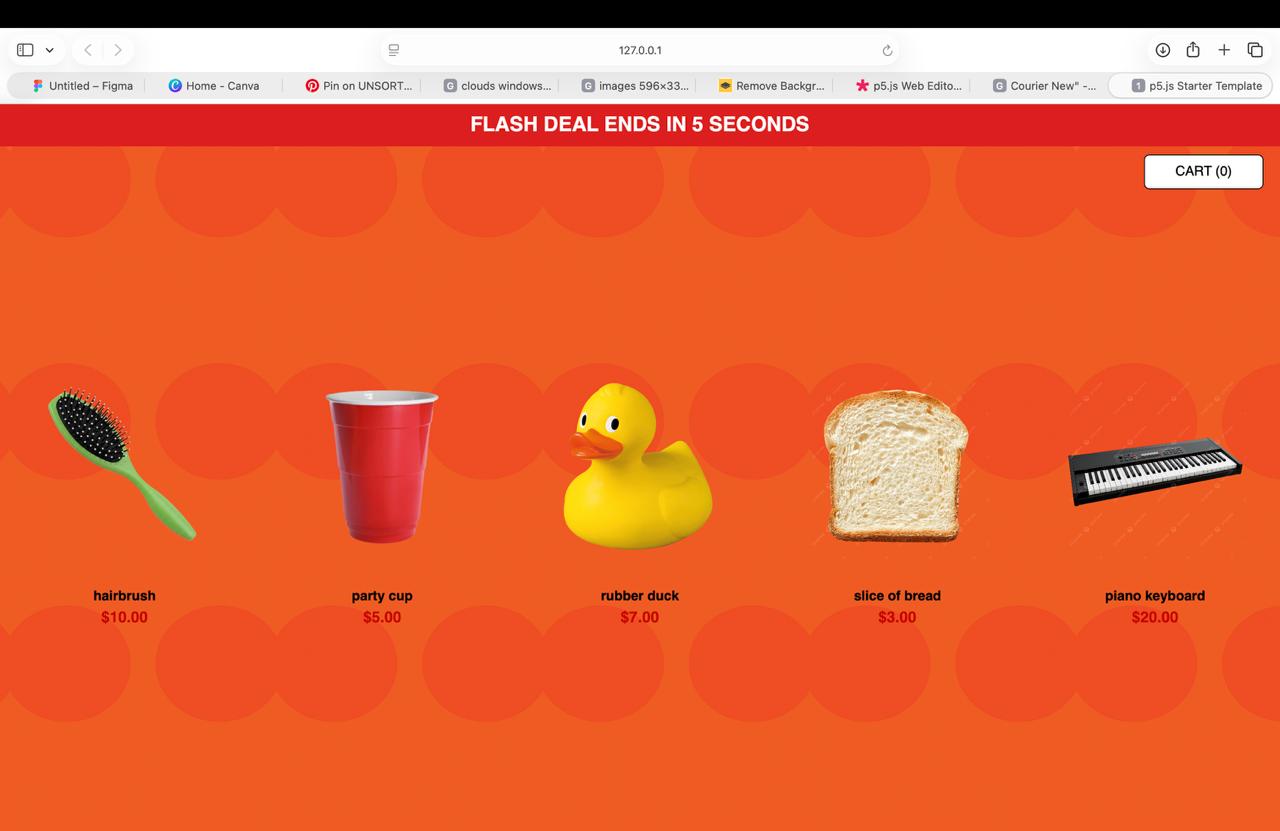 127.0.0.1
Untitled – Figma
Home - Canva
Pin on UNSORT...
G clouds windows...
G images 596×33...
Remove Backgr...
p5.js Web Edito...
G Courier New" -...
1 p5.js Starter Template
FLASH DEAL ENDS IN 5 SECONDS
CART (0)
hairbrush
$10.00
party cup
$5.00
rubber duck
$7.00
slice of bread
$3.00
piano keyboard
$20.00